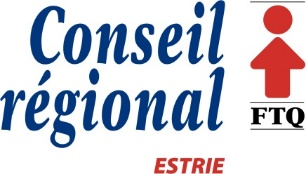 Conseil
régional
FTQ
ESTRIE